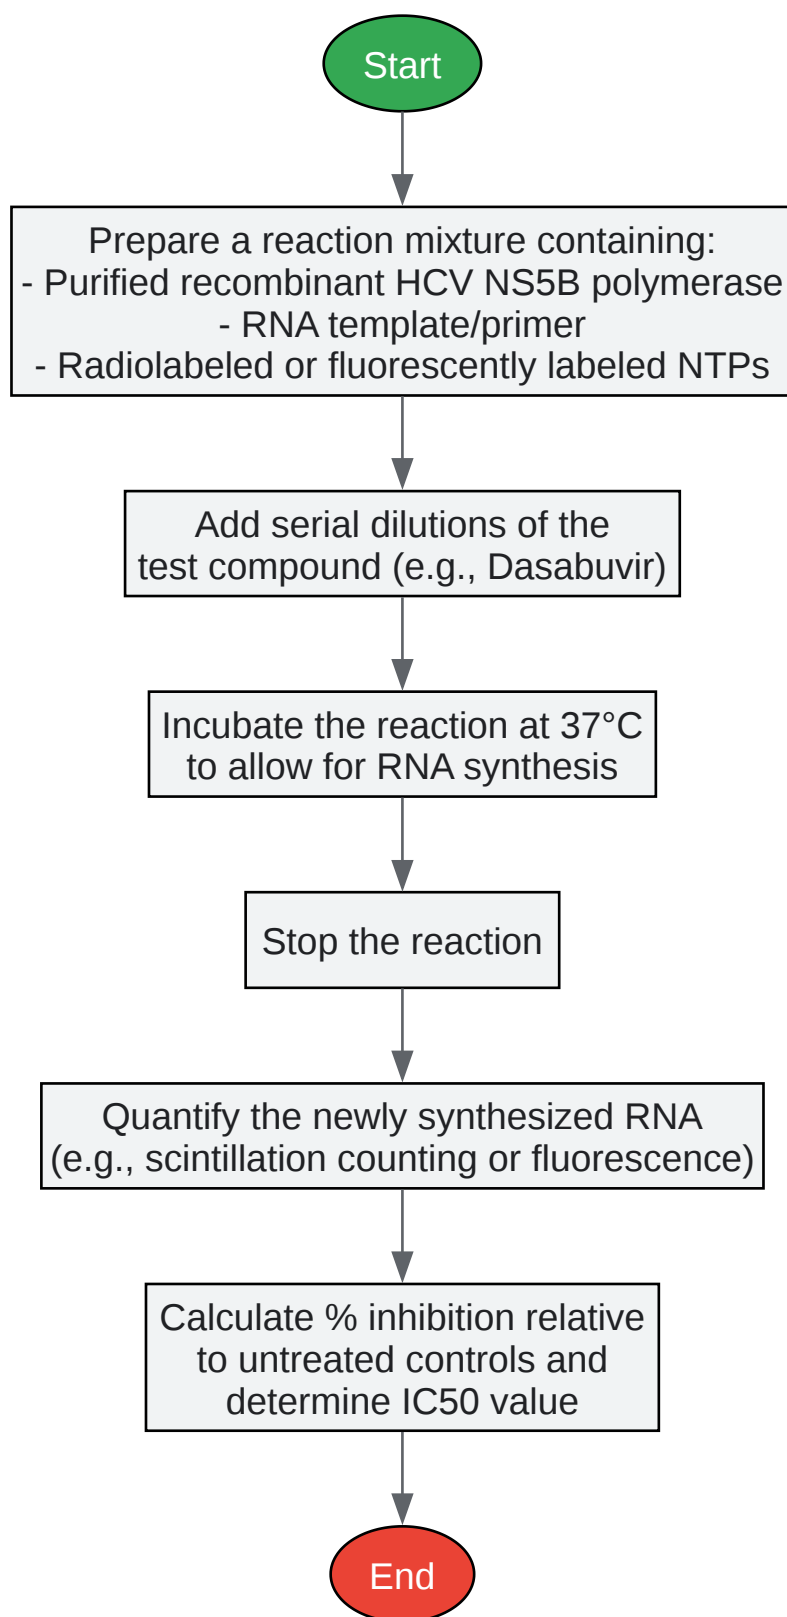 Start
Prepare a reaction mixture containing:
- Purified recombinant HCV NS5B polymerase
- RNA template/primer
- Radiolabeled or fluorescently labeled NTPs
Add serial dilutions of the
test compound (e.g., Dasabuvir)
Incubate the reaction at 37°C
to allow for RNA synthesis
Stop the reaction
Quantify the newly synthesized RNA
(e.g., scintillation counting or fluorescence)
Calculate % inhibition relative
to untreated controls and
determine IC50 value
End